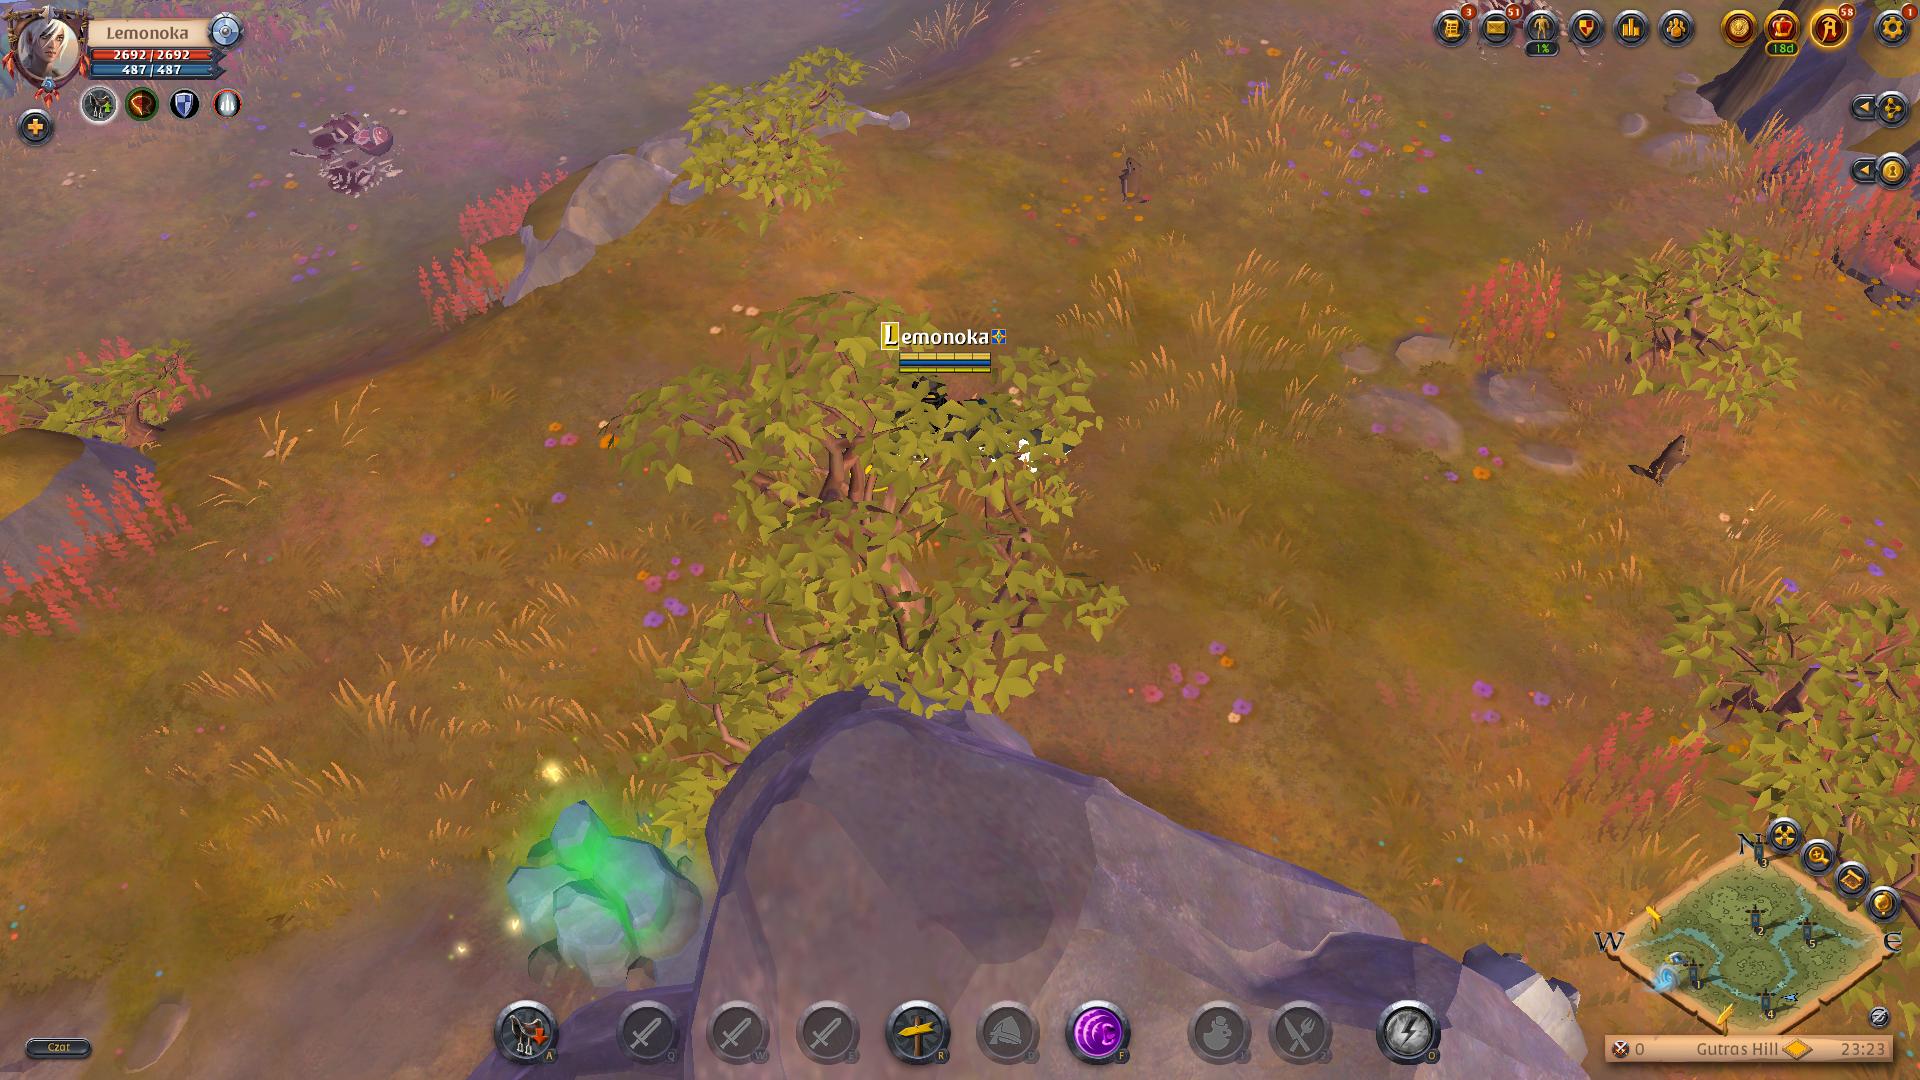 Lemonoka
2692 / 2692
487 / 487
3
51
1%
18d
58
1
Lemonoka
N
3
2
5
1
4
W
E
A
Q
W
E
R
D
F
1
2
O
Czat
0
Gutras Hill
23:23